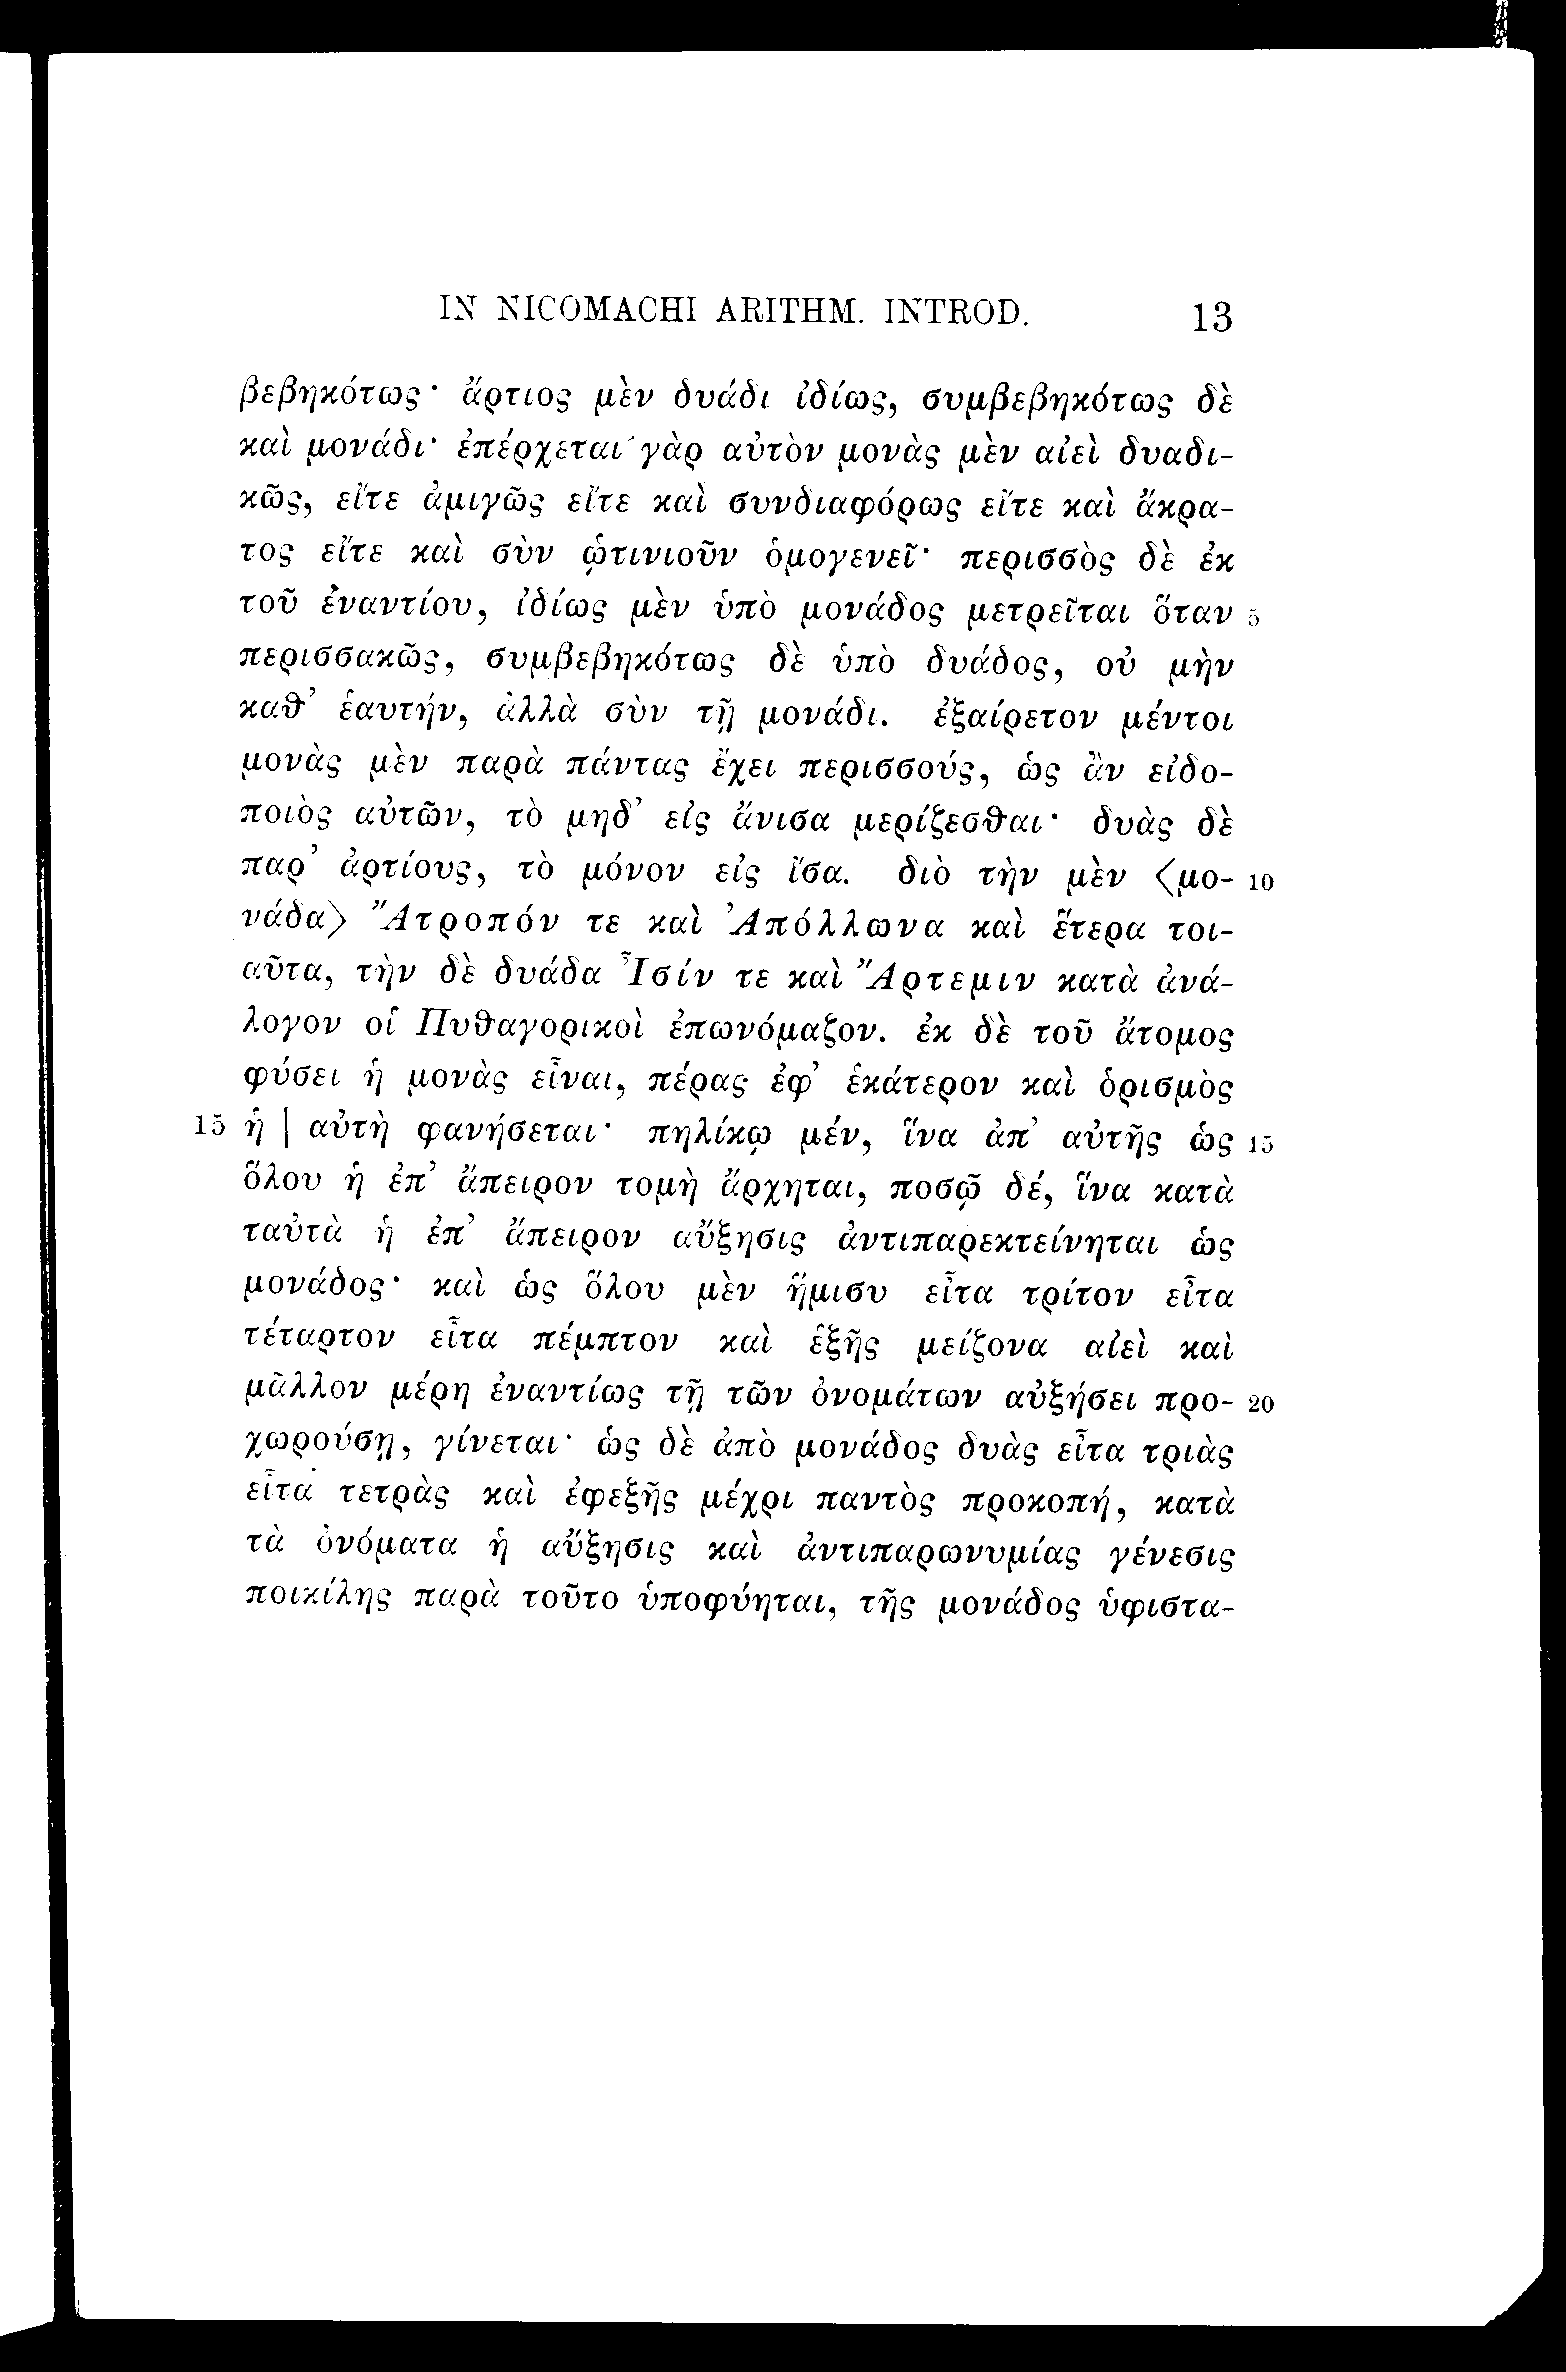 IN NICOMACHI ARITHM. INTROD. 13
βεβηκότως· ἄρτιος μὲν δυάδι ἰδίως, συμβεβηκότως δὲ
καὶ μονάδι· ἐπέρχεται γὰρ αὐτὸν μονὰς μὲν αἰεὶ δυαδι-
κῶς, εἴτε ἀμιγῶς εἴτε καὶ συνδιαφόρως εἴτε καὶ ἄκρα-
τος εἴτε καὶ σὺν ᾡτινιοῦν ὁμογενεῖ· περισσὸς δὲ ἐκ
τοῦ ἐναντίου, ἰδίως μὲν ὑπὸ μονάδος μετρεῖται ὅταν 5
περισσακῶς, συμβεβηκότως δὲ ὑπὸ δυάδος, οὐ μὴν
καθ’ ἑαυτήν, ἀλλὰ σὺν τῇ μονάδι. ἐξαίρετον μέντοι
μονὰς μὲν παρὰ πάντας ἔχει περισσούς, ὡς ἂν εἰδο-
ποιὸς αὐτῶν, τὸ μηδ’ εἰς ἄνισα μερίζεσθαι· δυὰς δὲ
παρ’ ἀρτίους, τὸ μόνον εἰς ἴσα. διὸ τὴν μὲν 〈μο- 10
νάδα〉 Ἄτροπόν τε καὶ Ἀπόλλωνα καὶ ἕτερα τοι-
αῦτα, τὴν δὲ δυάδα Ἶσίν τε καὶ Ἄρτεμιν κατὰ ἀνά-
λογον οἱ Πυθαγορικοὶ ἐπωνόμαζον. ἐκ δὲ τοῦ ἄτομος
φύσει ἡ μονὰς εἶναι, πέρας ἐφ’ ἑκάτερον καὶ ὁρισμὸς
15 ἡ | αὐτὴ φανήσεται· πηλίκῳ μέν, ἵνα ἀπ’ αὐτῆς ὡς 15
ὅλου ἡ ἐπ’ ἄπειρον τομὴ ἄρχηται, ποσῷ δέ, ἵνα κατὰ
ταὐτὰ ἡ ἐπ’ ἄπειρον αὔξησις ἀντιπαρεκτείνηται ὡς
μονάδος· καὶ ὡς ὅλου μὲν ἥμισυ εἶτα τρίτον εἶτα
τέταρτον εἶτα πέμπτον καὶ ἑξῆς μείζονα αἰεὶ καὶ
μᾶλλον μέρη ἐναντίως τῇ τῶν ὀνομάτων αὐξήσει προ- 20
χωρούσῃ, γίνεται· ὡς δὲ ἀπὸ μονάδος δυὰς εἶτα τριὰς
εἶτα τετρὰς καὶ ἐφεξῆς μέχρι παντὸς προκοπή, κατὰ
τὰ ὀνόματα ἡ αὔξησις καὶ ἀντιπαρωνυμίας γένεσις
ποικίλης παρὰ τοῦτο ὑποφύηται, τῆς μονάδος ὑφιστα-